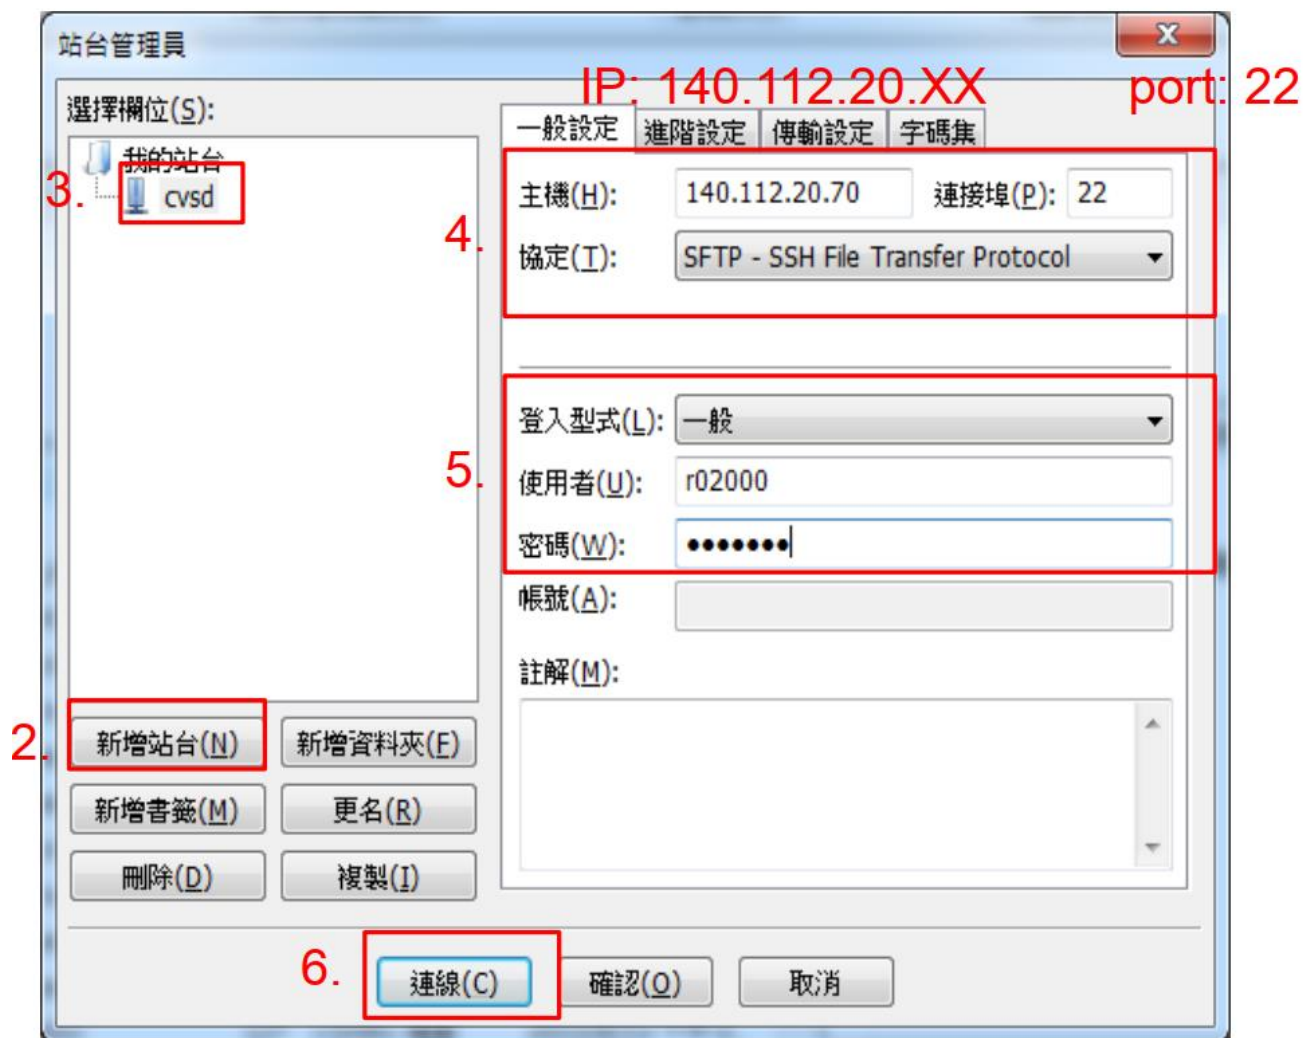 站台管理員
IP: 140.112.20.XX port: 22
選擇欄位(S):
我的站台
3. cvsd
一般設定 進階設定 傳輸設定 字碼集
4.
主機(H): 140.112.20.70 連接埠(P): 22
協定(T): SFTP - SSH File Transfer Protocol
5.
登入型式(L): 一般
使用者(U): r02000
密碼(W): •••••••
帳號(A):
註解(M):
2. 新增站台(N) 新增資料夾(F)
新增書籤(M) 更名(R)
刪除(D) 複製(I)
6. 連線(C) 確認(O) 取消